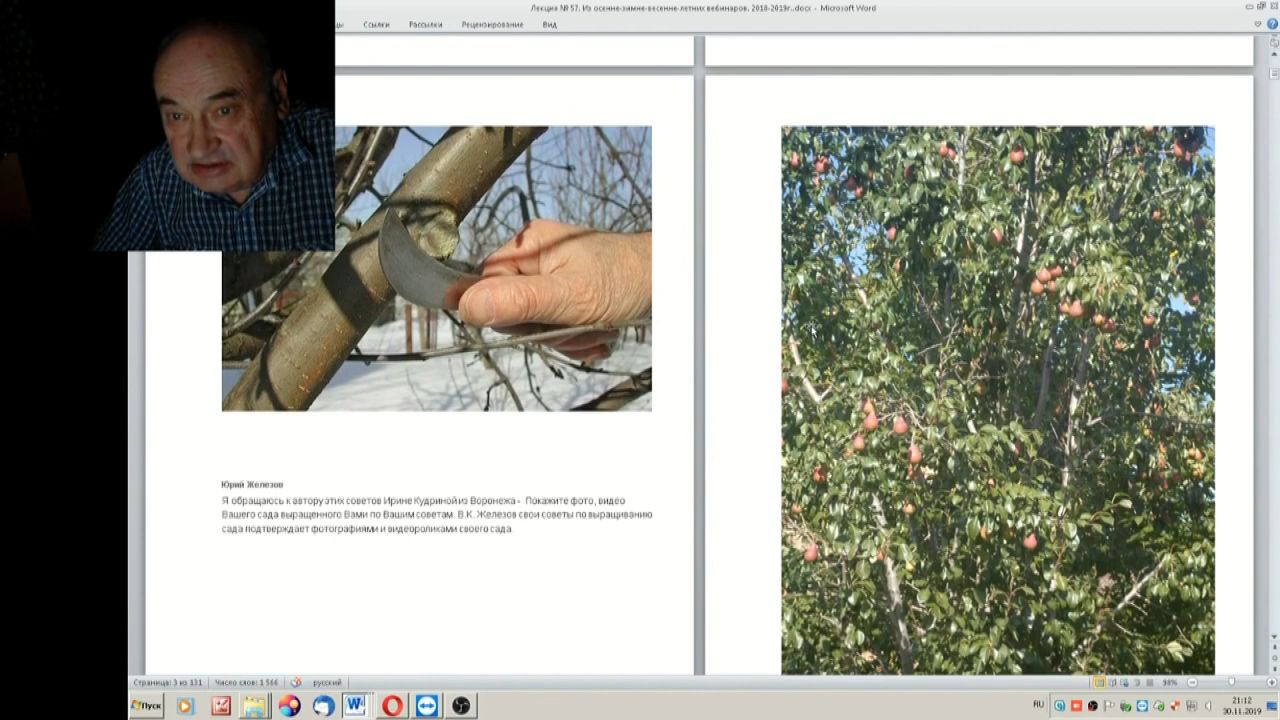 Лекция № 57. Из осенне-зимне-весенне-летних вебинаров. 2018-2019г..docx - Microsoft Word
Ссылки Рассылки Рецензирование Вид
Юрий Железов
Я обращаюсь к автору этих советов Ирине Кудриной из Воронежа - Покажите фото, видео
Вашего сада выращенного Вами по Вашим советам. В.К. Железов свои советы по выращиванию
сада подтверждает фотографиями и видеороликами своего сада.
Страница: 3 из 131 Число слов: 1 566 русский 98%
Пуск RU 21:12
30.11.2019